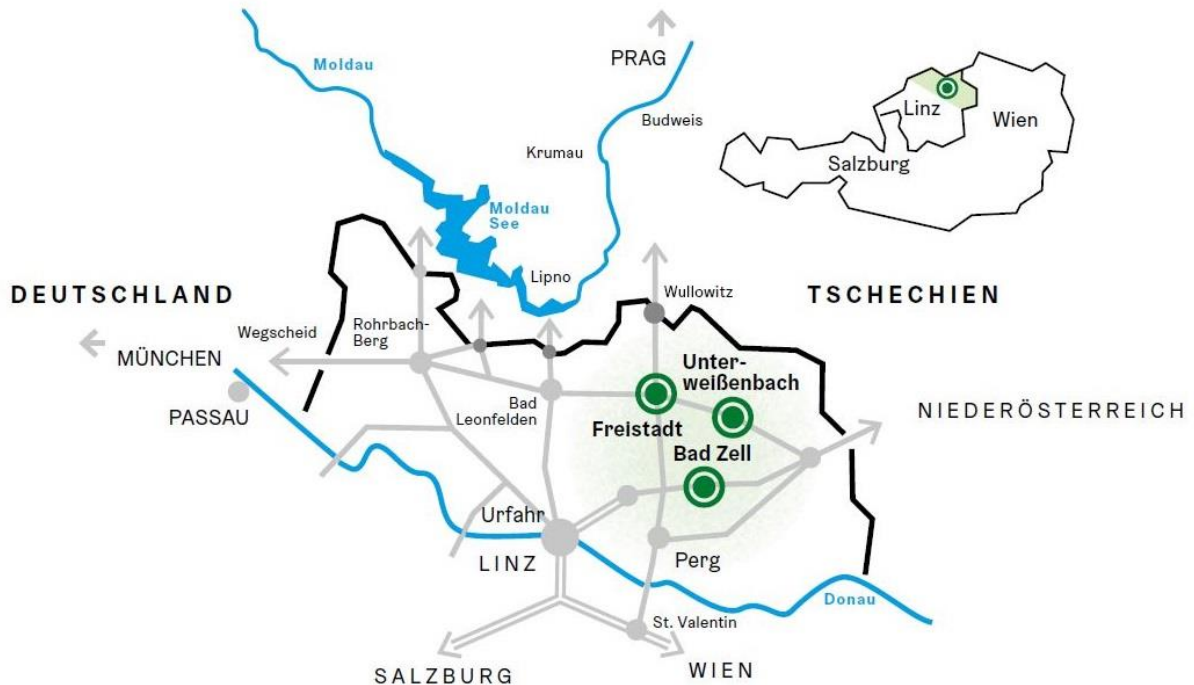 Moldau
PRAG
Budweis
Krumau
Moldau
See
Lipno
Linz
Wien
Salzburg
DEUTSCHLAND
TSCHECHIEN
Wullowitz
Wegscheid
Rohrbach-
Berg
MÜNCHEN
PASSAU
Bad
Leonfelden
Unter-
weißenbach
Freistadt
NIEDERÖSTERREICH
Bad Zell
Urfahr
LINZ
Perg
Donau
St. Valentin
SALZBURG
WIEN